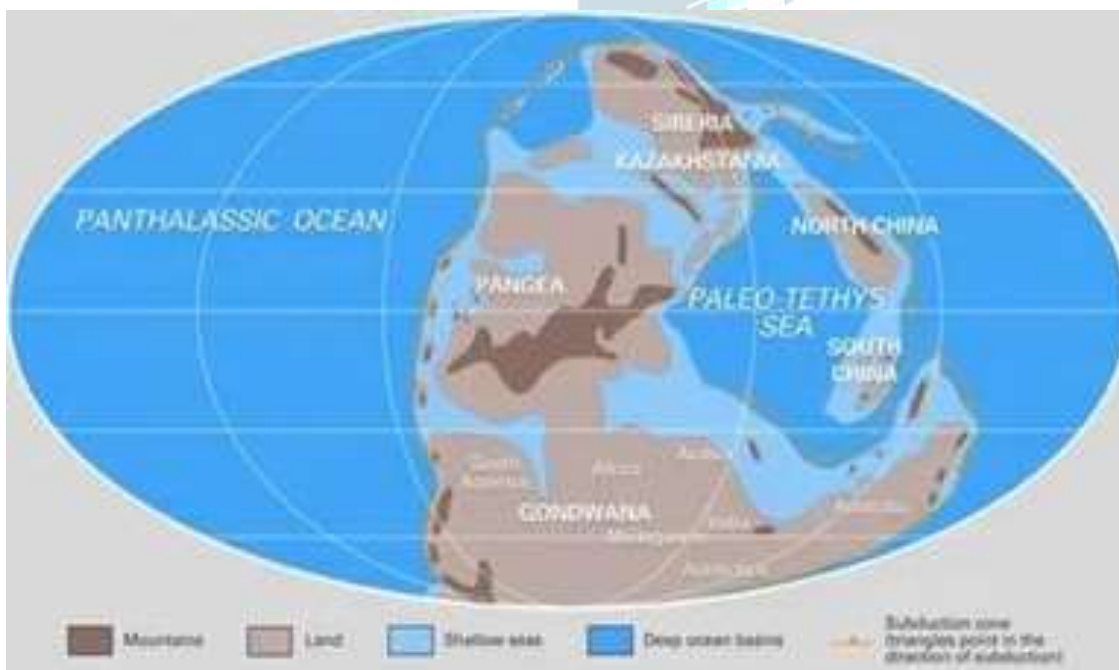 SIBERIA
KAZAKHSTANIA
PANTHALASSIC OCEAN
NORTH CHINA
PANGEA
PALEO-TETHYS
SEA
SOUTH
CHINA
South
America
Africa
Arabia
GONDWANA
India
Madagascar
Australia
Antarctica
Mountains
Land
Shallow seas
Deep ocean basins
Subduction zone
(triangles point in the
direction of subduction)